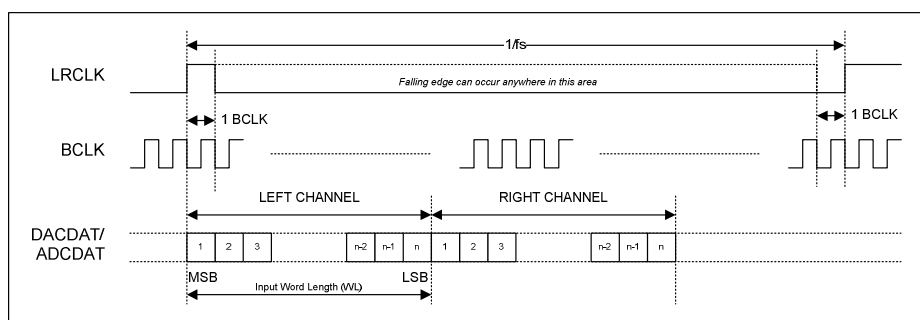 1/fs
LRCLK
Falling edge can occur anywhere in this area
1 BCLK
1 BCLK
BCLK
LEFT CHANNEL
RIGHT CHANNEL
DACDAT/
ADCDAT
1 2 3 n-2 n-1 n 1 2 3 n-2 n-1 n
MSB LSB
Input Word Length (WL)